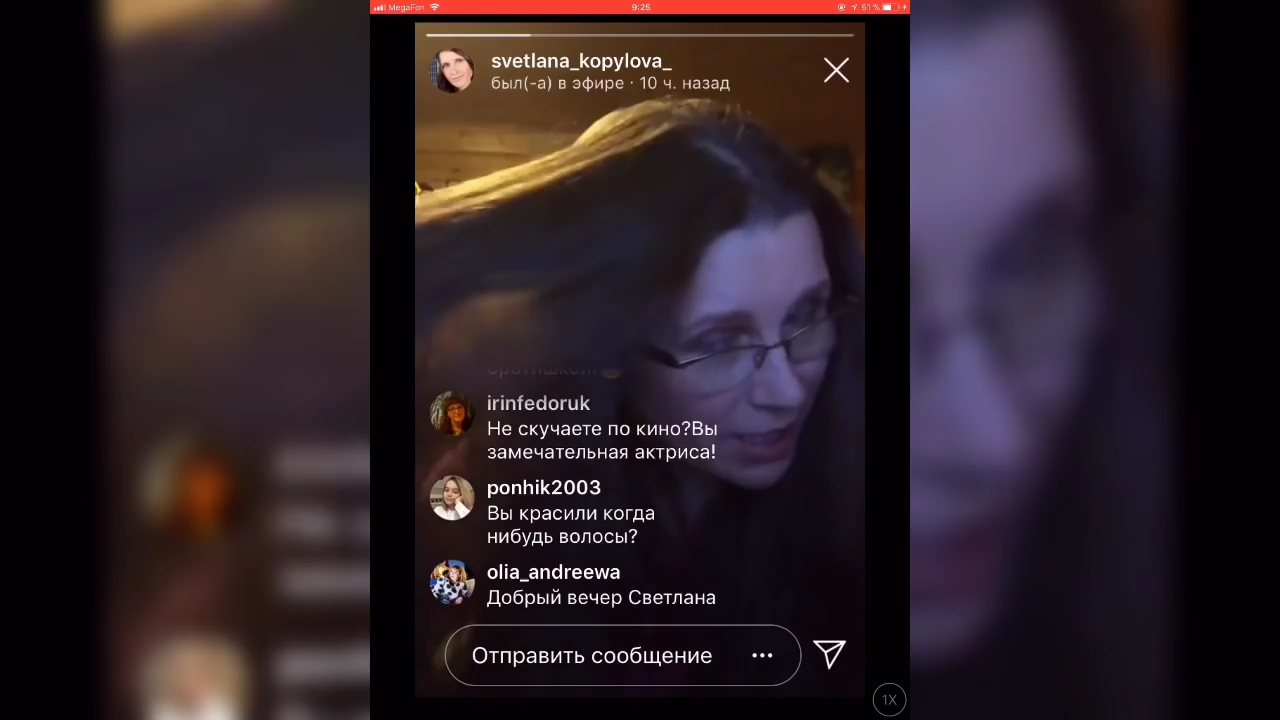 MegaFon
9:25
51 %
svetlana_kopylova_
был(-а) в эфире · 10 ч. назад
irinfedoruk
Не скучаете по кино?Вы
замечательная актриса!
ponhik2003
Вы красили когда
нибудь волосы?
olia_andreewa
Добрый вечер Светлана
Отправить сообщение
1X